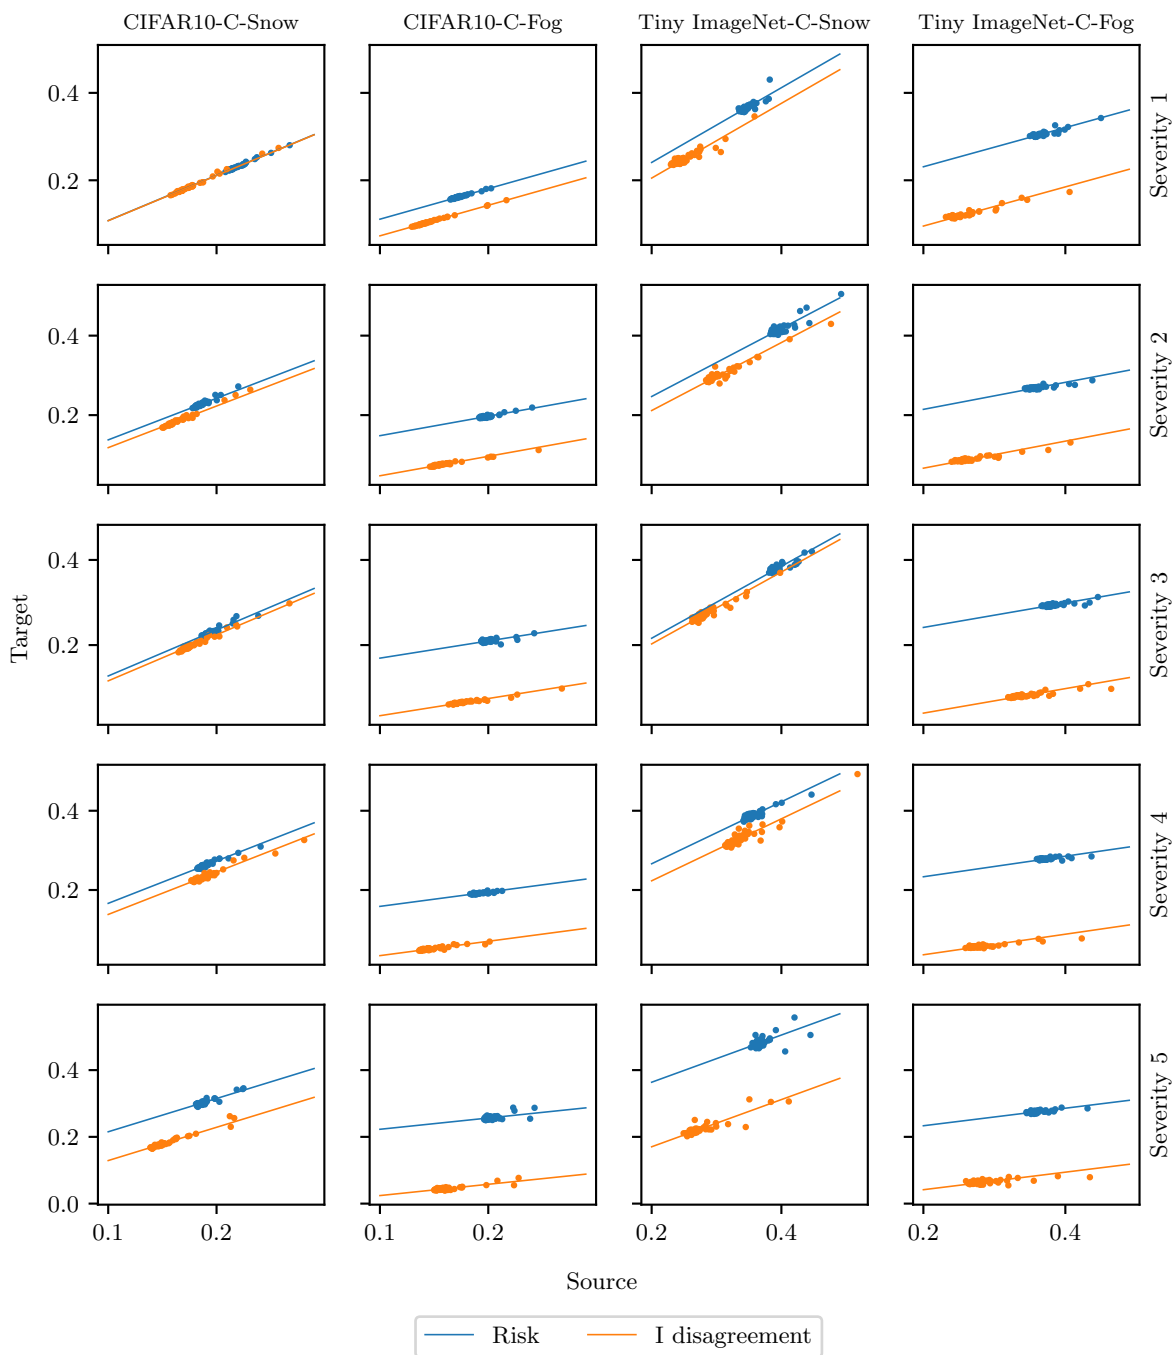 CIFAR10-C-Snow CIFAR10-C-Fog Tiny ImageNet-C-Snow Tiny ImageNet-C-Fog
0.4
0.2
Severity 1
0.4
0.2
Severity 2
0.4
0.2
Severity 3
Target
0.4
0.2
Severity 4
0.4
0.2
0.0
Severity 5
0.1 0.2 0.1 0.2 0.2 0.4 0.2 0.4
Source
Risk I disagreement